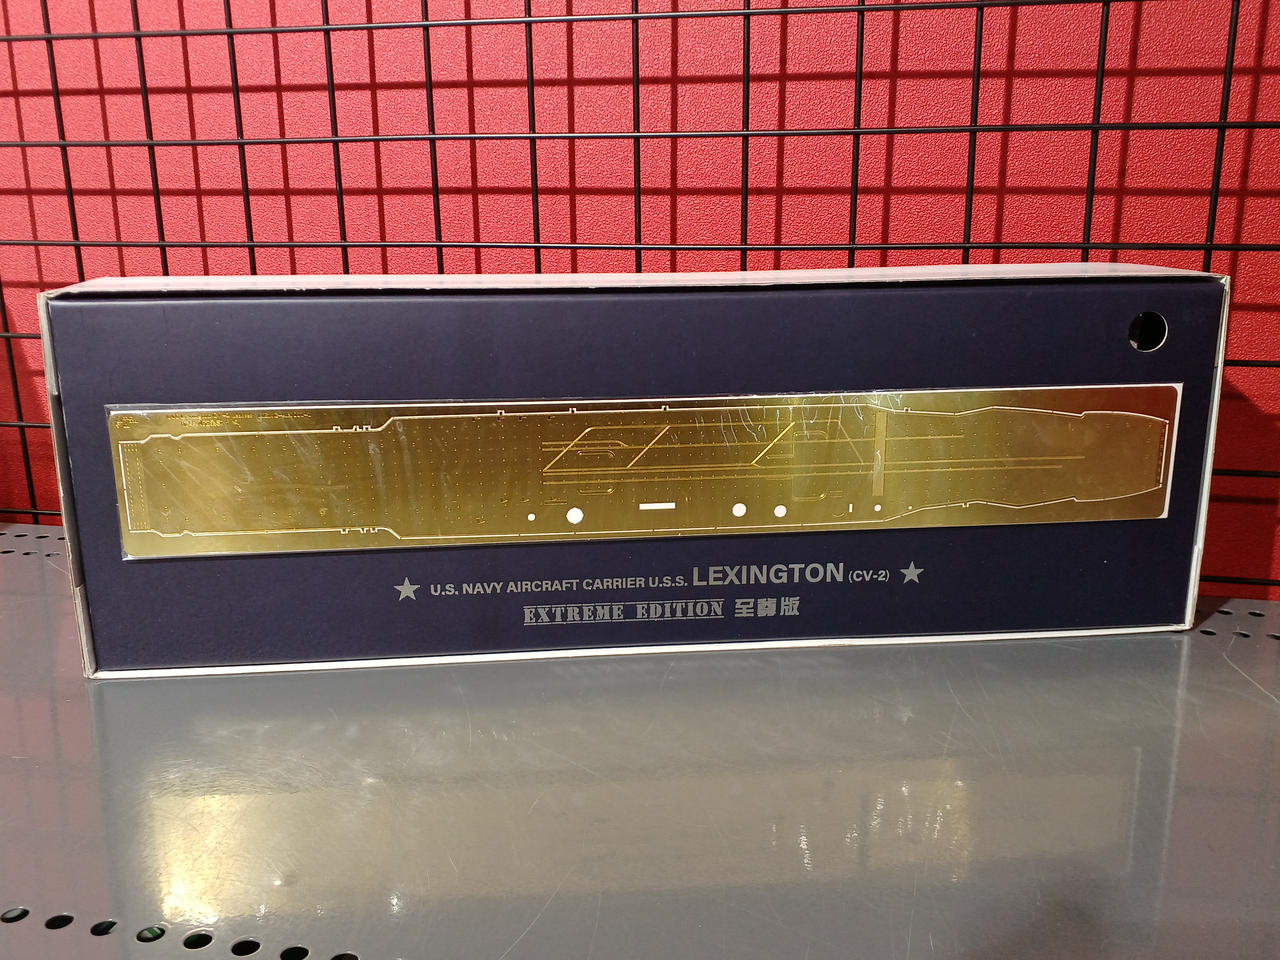 ★ U.S. NAVY AIRCRAFT CARRIER U.S.S. LEXINGTON (CV-2) ★
EXTREME EDITION 至尊版